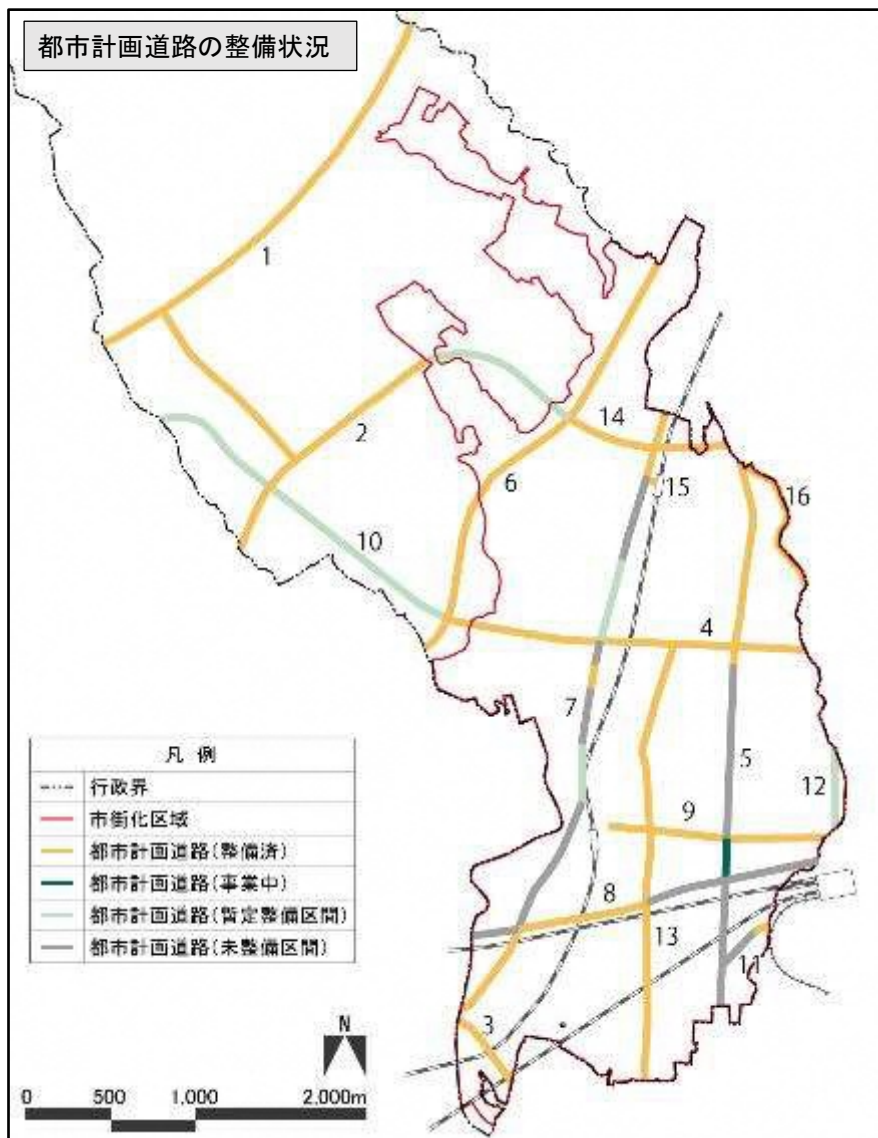 都市計画道路の整備状況
1
14
2
6
15
16
10
4
7
5
12
9
8
13
11
3
凡 例
行政界
市街化区域
都市計画道路(整備済)
都市計画道路(事業中)
都市計画道路(暫定整備区間)
都市計画道路(未整備区間)
N
0 500 1.000 2.000m